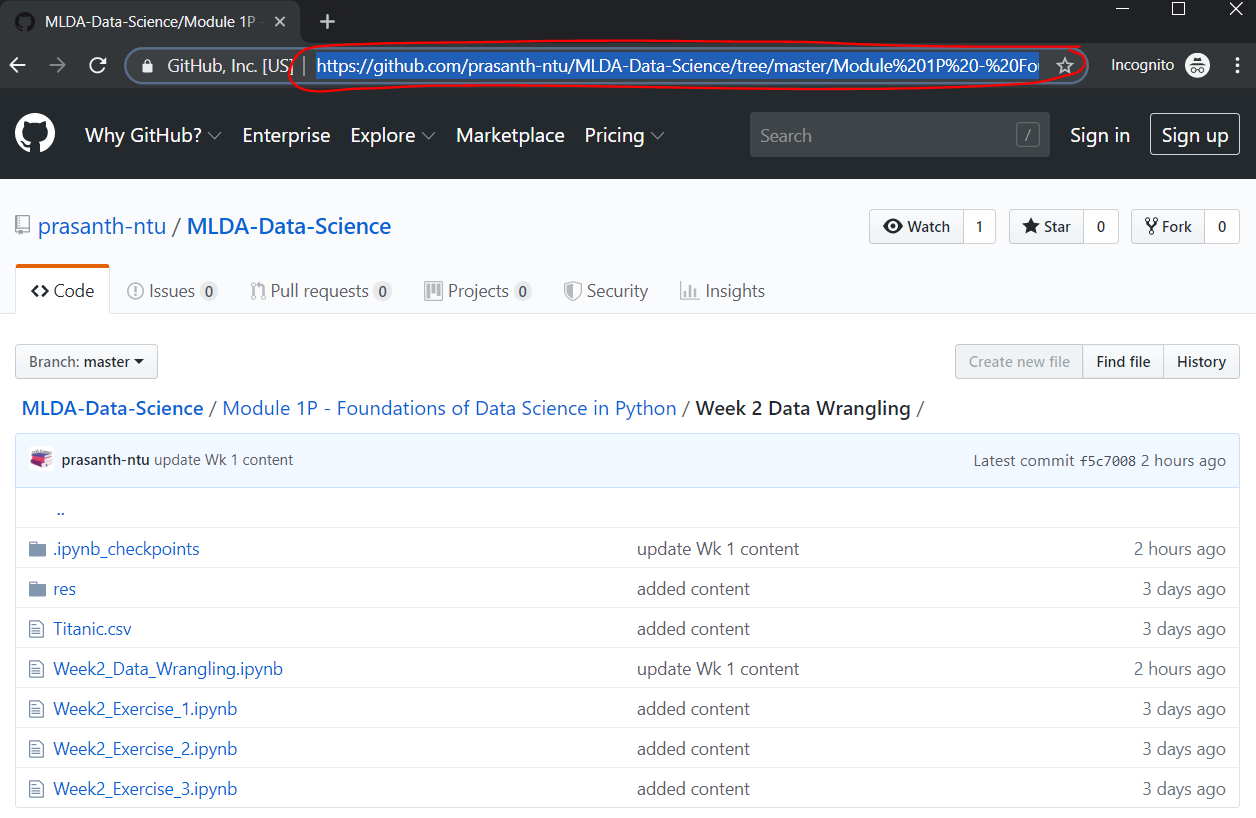 MLDA-Data-Science/Module 1P
GitHub, Inc. [US] https://github.com/prasanth-ntu/MLDA-Data-Science/tree/master/Module%201P%20-%20Fo Incognito
Why GitHub? Enterprise Explore Marketplace Pricing Search / Sign in Sign up
prasanth-ntu / MLDA-Data-Science Watch 1 Star 0 Fork 0
Code Issues 0 Pull requests 0 Projects 0 Security Insights
Branch: master Create new file Find file History
MLDA-Data-Science / Module 1P - Foundations of Data Science in Python / Week 2 Data Wrangling /
prasanth-ntu update Wk 1 content Latest commit f5c7008 2 hours ago
..
.ipynb_checkpoints update Wk 1 content 2 hours ago
res added content 3 days ago
Titanic.csv added content 3 days ago
Week2_Data_Wrangling.ipynb update Wk 1 content 2 hours ago
Week2_Exercise_1.ipynb added content 3 days ago
Week2_Exercise_2.ipynb added content 3 days ago
Week2_Exercise_3.ipynb added content 3 days ago